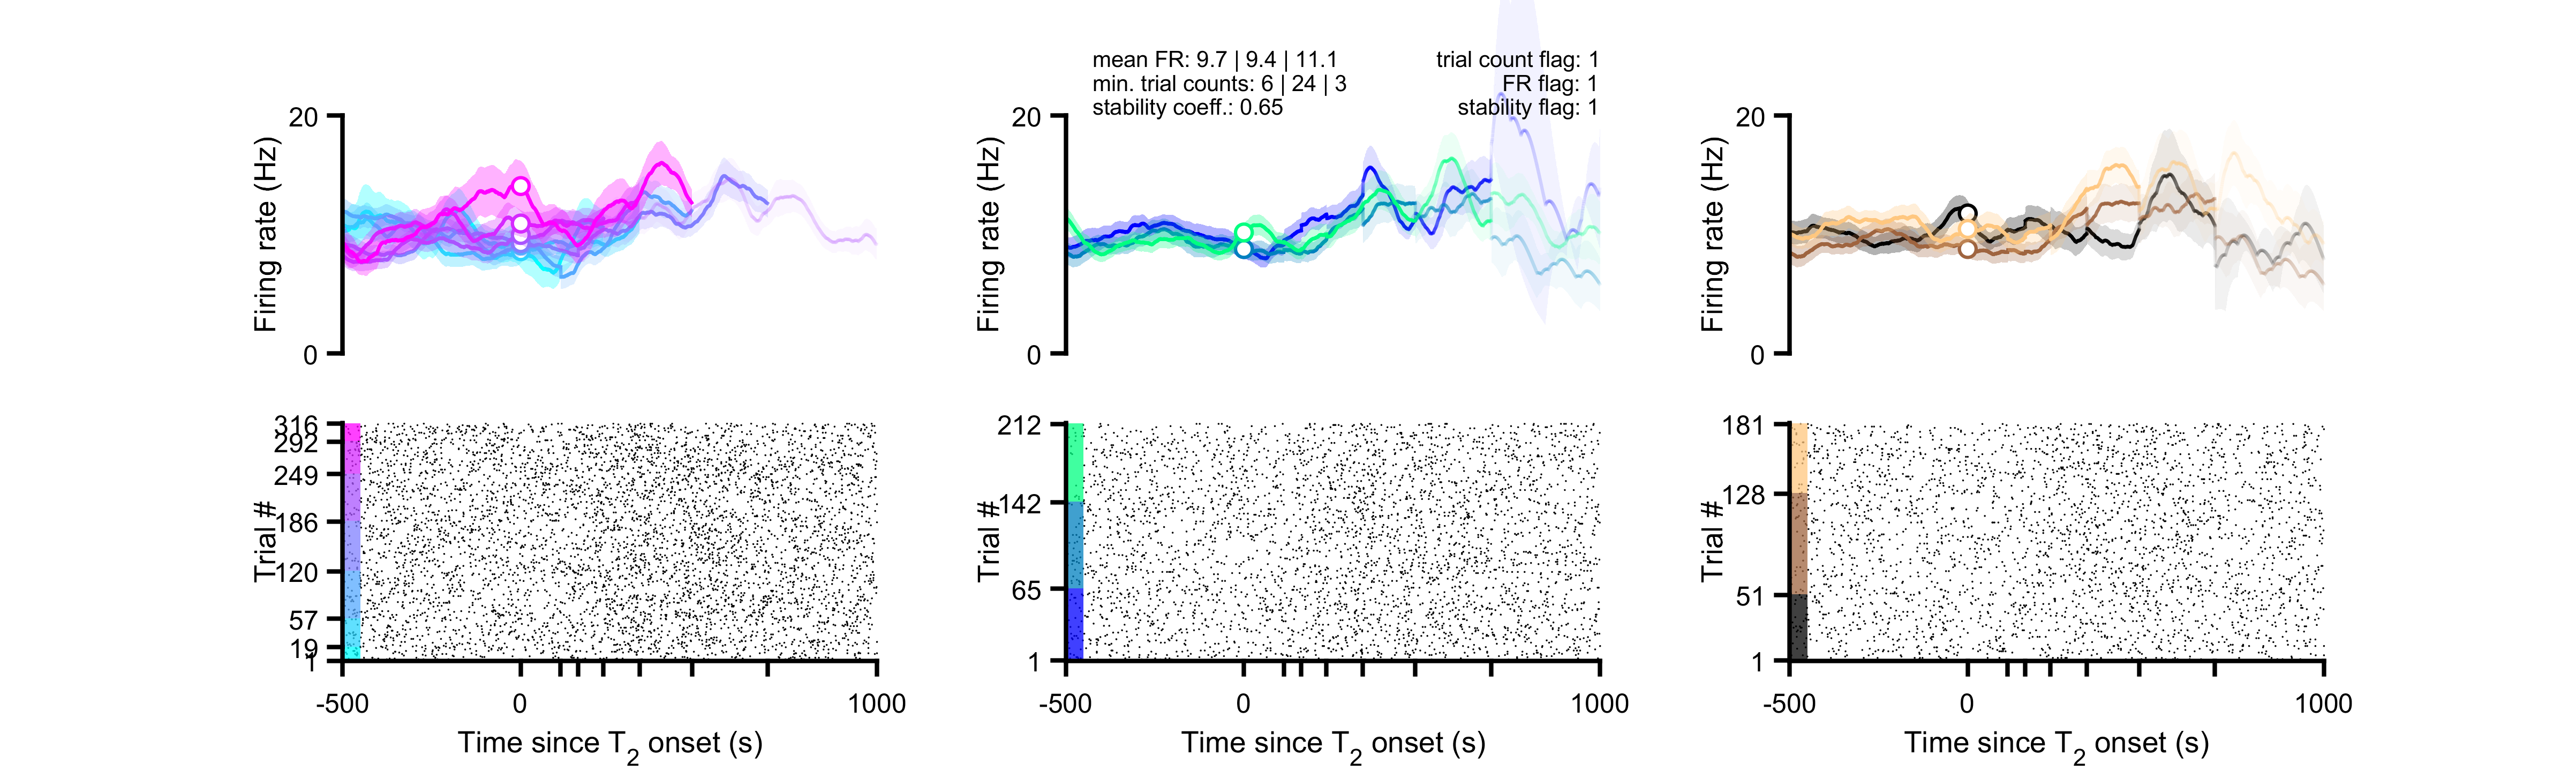 mean FR: 9.7 | 9.4 | 11.1
min. trial counts: 6 | 24 | 3
stability coeff.: 0.65
trial count flag: 1
FR flag: 1
stability flag: 1
20
Firing rate (Hz)
0
20
Firing rate (Hz)
0
20
Firing rate (Hz)
0
316
292
249
186
120
57
19
1
Trial #
-500
0
1000
Time since T2 onset (s)
212
142
65
1
Trial #
-500
0
1000
Time since T2 onset (s)
181
128
51
1
Trial #
-500
0
1000
Time since T2 onset (s)